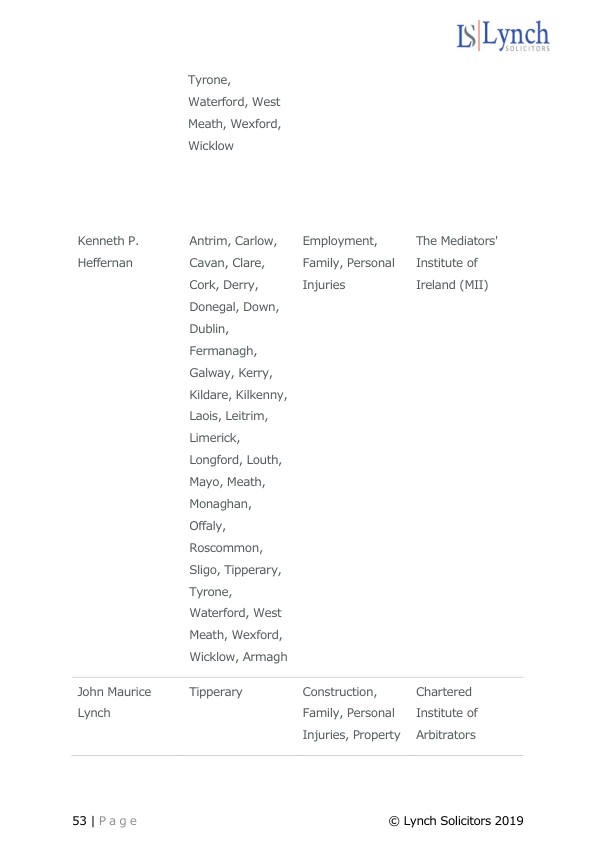 LS Lynch
SOLICITORS
Tyrone,
Waterford, West
Meath, Wexford,
Wicklow
Kenneth P.
Heffernan
Antrim, Carlow,
Cavan, Clare,
Cork, Derry,
Donegal, Down,
Dublin,
Fermanagh,
Galway, Kerry,
Kildare, Kilkenny,
Laois, Leitrim,
Limerick,
Longford, Louth,
Mayo, Meath,
Monaghan,
Offaly,
Roscommon,
Sligo, Tipperary,
Tyrone,
Waterford, West
Meath, Wexford,
Wicklow, Armagh
Employment,
Family, Personal
Injuries
The Mediators'
Institute of
Ireland (MII)
John Maurice
Lynch
Tipperary
Construction,
Family, Personal
Injuries, Property
Chartered
Institute of
Arbitrators
53 | Page
© Lynch Solicitors 2019